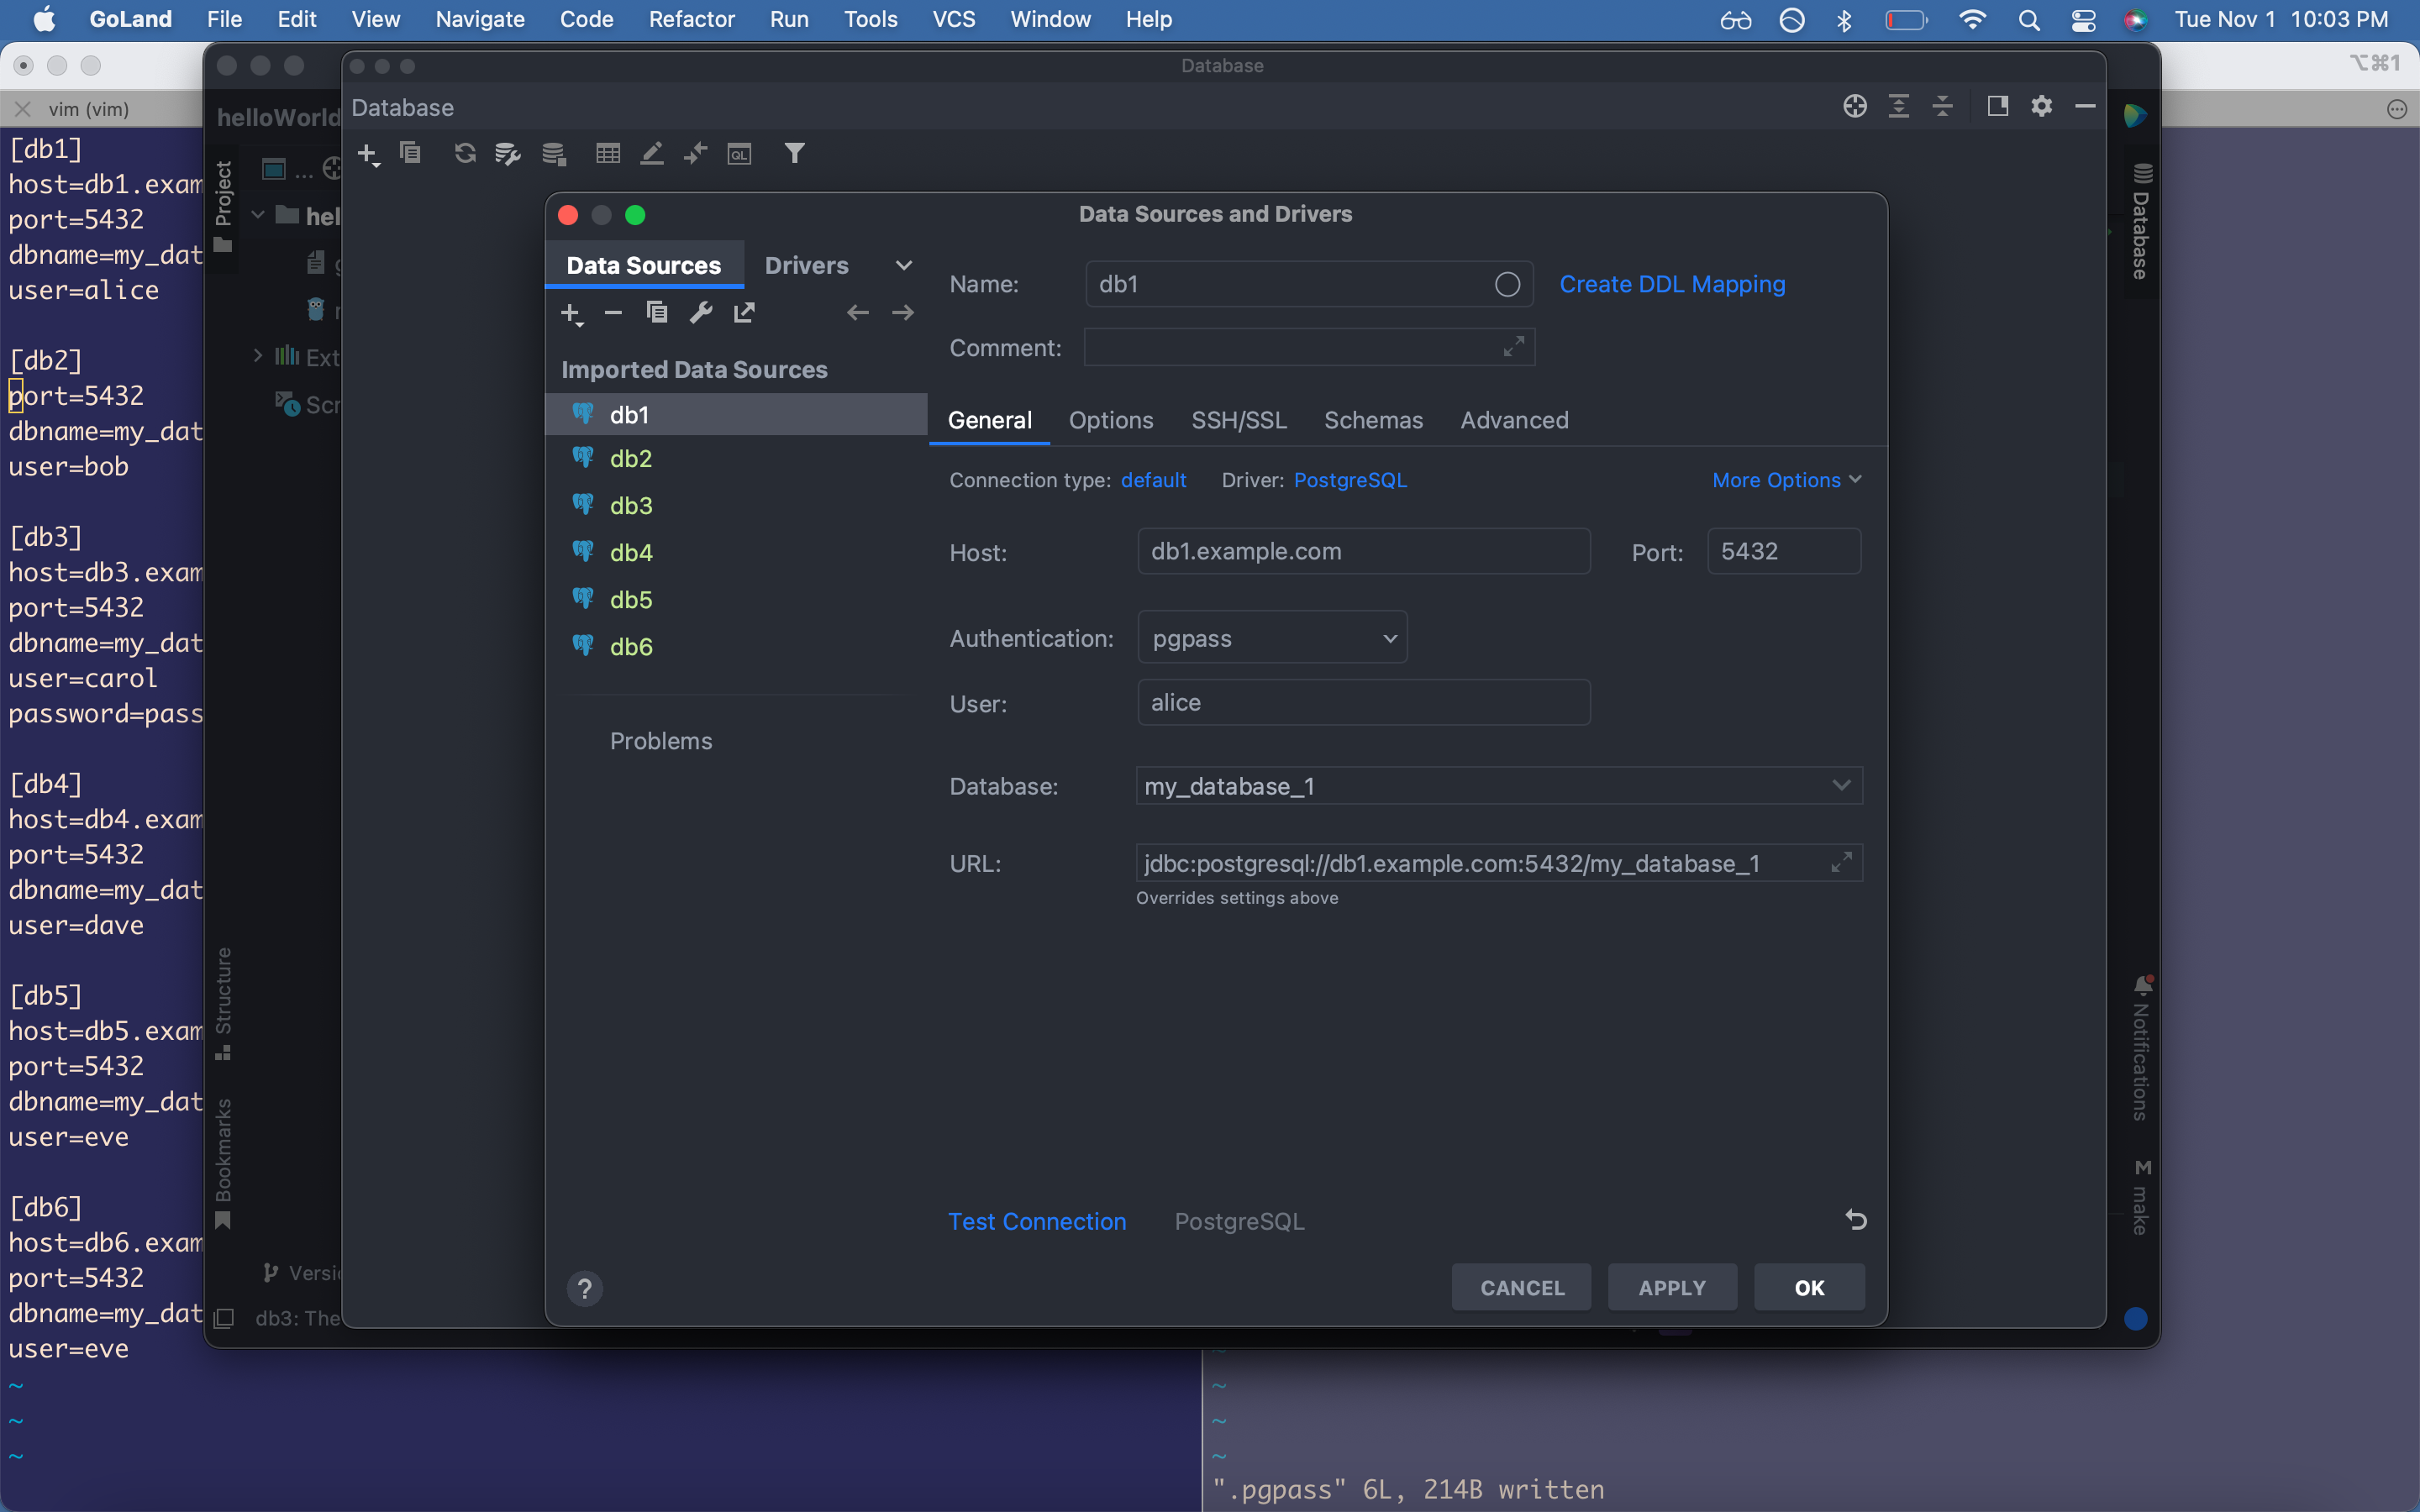 GoLand File Edit View Navigate Code Refactor Run Tools VCS Window Help Tue Nov 1 10:03 PM
⌥⌘1
vim (vim)
[db1]
host=db1.exam
port=5432
dbname=my_dat
user=alice
[db2]
port=5432
dbname=my_dat
user=bob
[db3]
host=db3.exam
port=5432
dbname=my_dat
user=carol
password=pass
[db4]
host=db4.exam
port=5432
dbname=my_dat
user=dave
[db5]
host=db5.exam
port=5432
dbname=my_dat
user=eve
[db6]
host=db6.exam
port=5432
dbname=my_dat
user=eve
~
~
~
helloWorld
Project
...
hel
g
Ext
Scr
Structure
Bookmarks
Versi
db3: The
Database
Database
QL
Data Sources and Drivers
Data Sources Drivers
Imported Data Sources
db1
db2
db3
db4
db5
db6
Problems
Name: db1 Create DDL Mapping
Comment:
General Options SSH/SSL Schemas Advanced
Connection type: default Driver: PostgreSQL More Options
Host: db1.example.com Port: 5432
Authentication: pgpass
User: alice
Database: my_database_1
URL: jdbc:postgresql://db1.example.com:5432/my_database_1
Overrides settings above
Test Connection PostgreSQL
? CANCEL APPLY OK
Database
Notifications
M make
~
~
~
~
".pgpass" 6L, 214B written